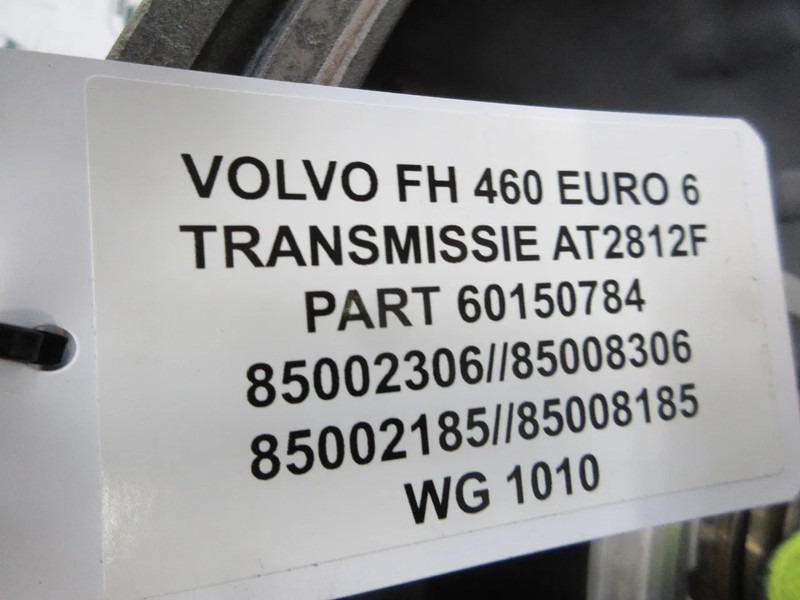 VOLVO FH 460 EURO 6
TRANSMISSIE AT2812F
PART 60150784
85002306//85008306
85002185//85008185
WG 1010